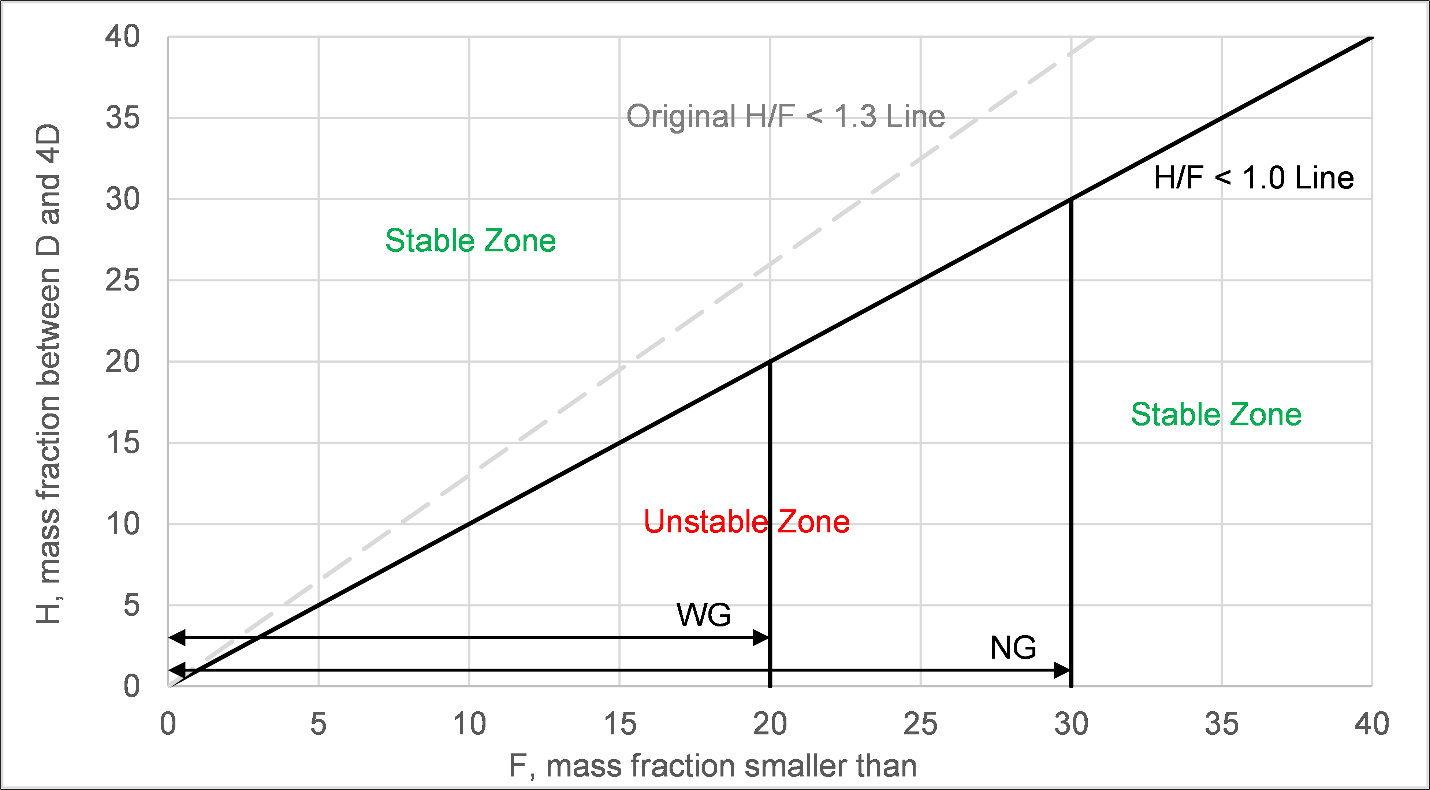 40
35
30
25
20
15
10
5
0
H, mass fraction between D and 4D
Original H/F < 1.3 Line
H/F < 1.0 Line
Stable Zone
Stable Zone
Unstable Zone
WG
NG
0 5 10 15 20 25 30 35 40
F, mass fraction smaller than